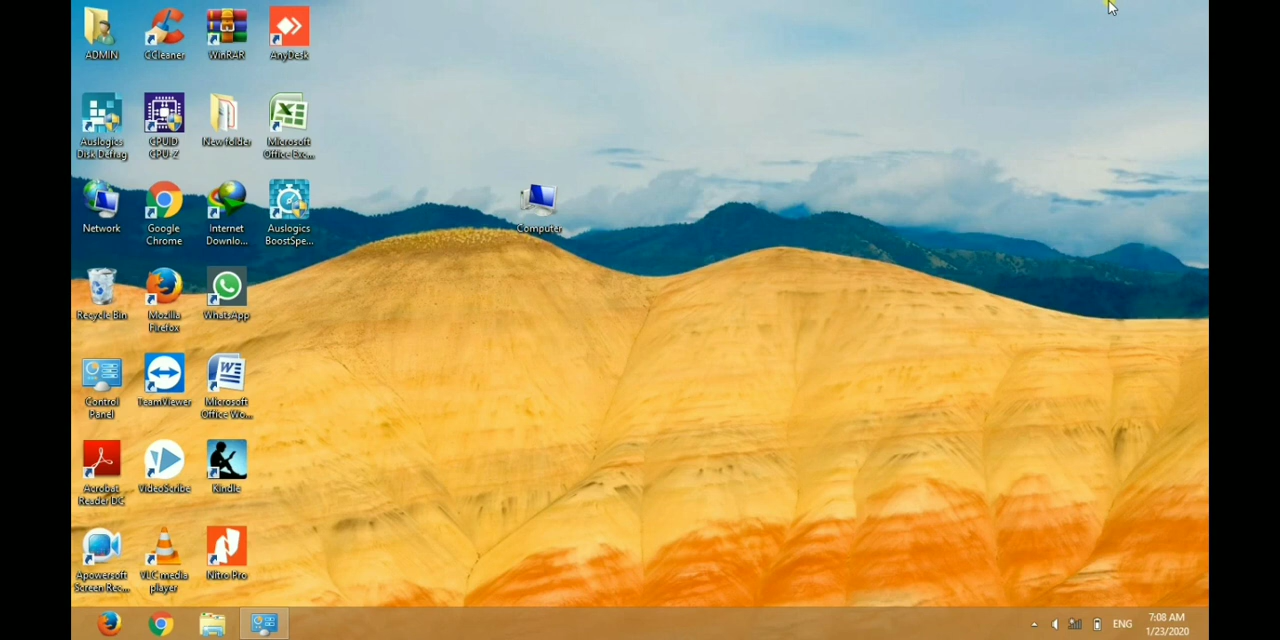 ADMIN
CCleaner
WinRAR
AnyDesk
Auslogics
Disk Defrag
CPUID
CPU-Z
New folder
Microsoft
Office Exc...
Network
Google
Chrome
Internet
Downlo...
Auslogics
BoostSpe...
Computer
Recycle Bin
Mozilla
Firefox
WhatsApp
Control
Panel
TeamViewer
Microsoft
Office Wo...
Acrobat
Reader DC
VideoScribe
Kindle
Apowersoft
Screen Rec...
VLC media
player
Nitro Pro
ENG
7:08 AM
1/23/2020